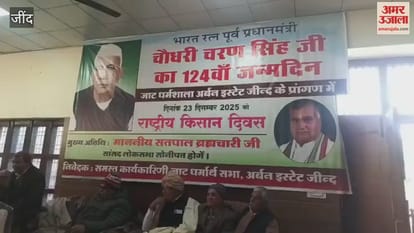 जींद
अमर उजाला
amarujala.com
भारत रत्न पूर्व प्रधानमंत्री
चौधरी चरण सिंह जी
का 124वाँ जन्मदिन
जाट धर्मशाला अर्बन इस्टेट जीन्द के प्रांगण में
दिनांक 23 दिसम्बर 2025 को
राष्ट्रीय किसान दिवस
मुख्य अतिथि : माननीय सतपाल ब्रह्मचारी जी
सांसद लोकसभा सोनीपत होगें।
निवेदक : समस्त कार्यकारिणी जाट धर्मार्थ सभा, अर्बन इस्टेट जीन्द